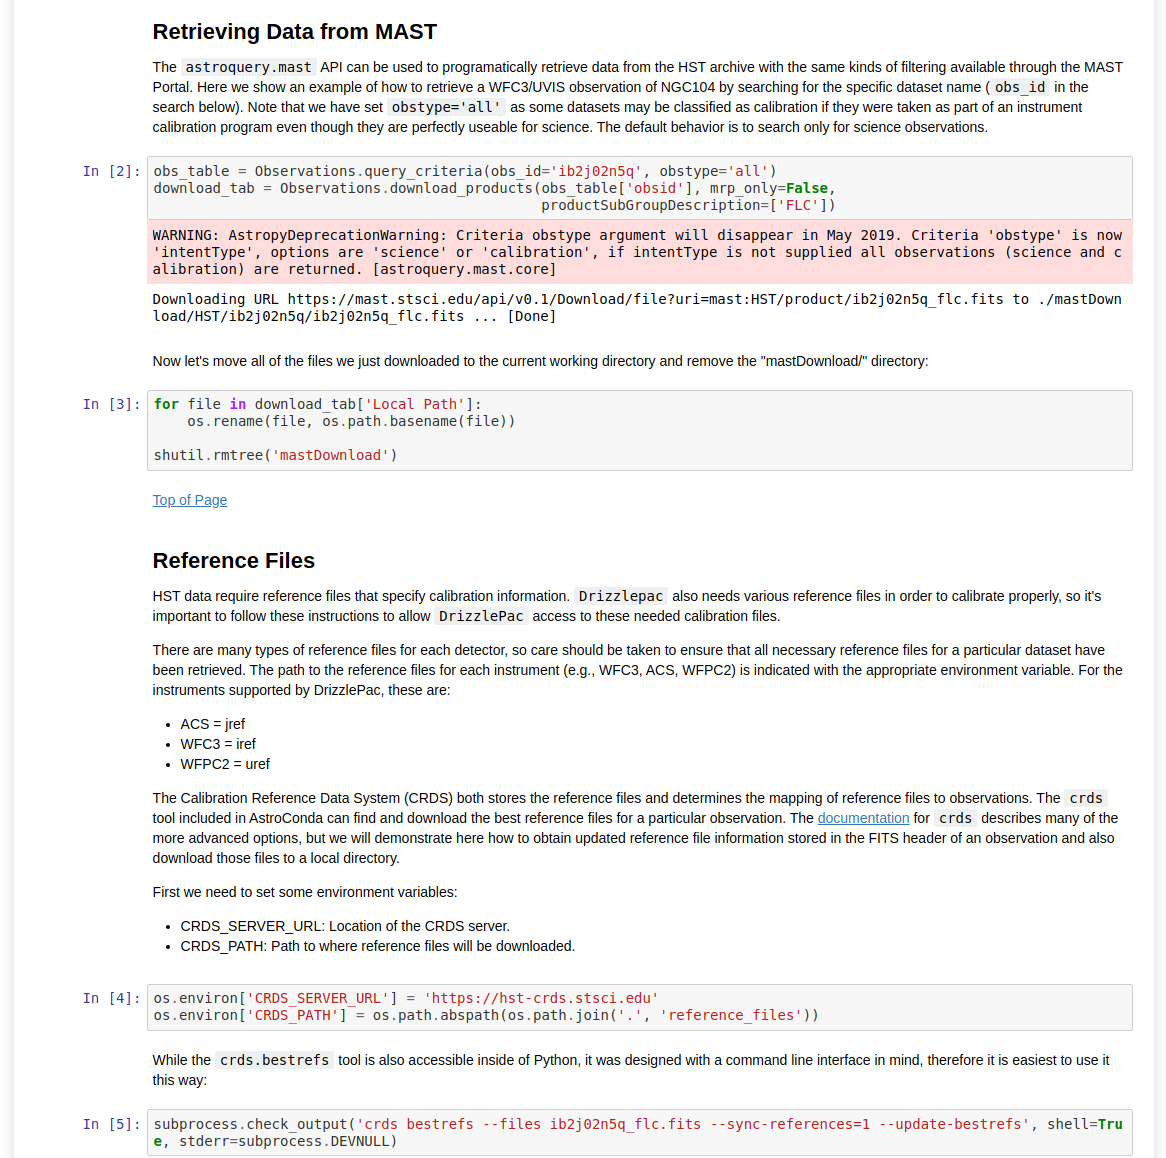 Retrieving Data from MAST
The astroquery.mast API can be used to programatically retrieve data from the HST archive with the same kinds of filtering available through the MAST
Portal. Here we show an example of how to retrieve a WFC3/UVIS observation of NGC104 by searching for the specific dataset name ( obs_id in the
search below). Note that we have set obstype='all' as some datasets may be classified as calibration if they were taken as part of an instrument
calibration program even though they are perfectly useable for science. The default behavior is to search only for science observations.
In [2]: obs_table = Observations.query_criteria(obs_id='ib2j02n5q', obstype='all')
download_tab = Observations.download_products(obs_table['obsid'], mrp_only=False,
productSubGroupDescription=['FLC'])
WARNING: AstropyDeprecationWarning: Criteria obstype argument will disappear in May 2019. Criteria 'obstype' is now
'intentType', options are 'science' or 'calibration', if intentType is not supplied all observations (science and c
alibration) are returned. [astroquery.mast.core]
Downloading URL https://mast.stsci.edu/api/v0.1/Download/file?uri=mast:HST/product/ib2j02n5q_flc.fits to ./mastDown
load/HST/ib2j02n5q/ib2j02n5q_flc.fits ... [Done]
Now let's move all of the files we just downloaded to the current working directory and remove the "mastDownload/" directory:
In [3]: for file in download_tab['Local Path']:
os.rename(file, os.path.basename(file))
shutil.rmtree('mastDownload')
Top of Page
Reference Files
HST data require reference files that specify calibration information. Drizzlepac also needs various reference files in order to calibrate properly, so it's
important to follow these instructions to allow DrizzlePac access to these needed calibration files.
There are many types of reference files for each detector, so care should be taken to ensure that all necessary reference files for a particular dataset have
been retrieved. The path to the reference files for each instrument (e.g., WFC3, ACS, WFPC2) is indicated with the appropriate environment variable. For the
instruments supported by DrizzlePac, these are:
• ACS = jref
• WFC3 = iref
• WFPC2 = uref
The Calibration Reference Data System (CRDS) both stores the reference files and determines the mapping of reference files to observations. The crds
tool included in AstroConda can find and download the best reference files for a particular observation. The documentation for crds describes many of the
more advanced options, but we will demonstrate here how to obtain updated reference file information stored in the FITS header of an observation and also
download those files to a local directory.
First we need to set some environment variables:
• CRDS_SERVER_URL: Location of the CRDS server.
• CRDS_PATH: Path to where reference files will be downloaded.
In [4]: os.environ['CRDS_SERVER_URL'] = 'https://hst-crds.stsci.edu'
os.environ['CRDS_PATH'] = os.path.abspath(os.path.join('.', 'reference_files'))
While the crds.bestrefs tool is also accessible inside of Python, it was designed with a command line interface in mind, therefore it is easiest to use it
this way:
In [5]: subprocess.check_output('crds bestrefs --files ib2j02n5q_flc.fits --sync-references=1 --update-bestrefs', shell=Tru
e, stderr=subprocess.DEVNULL)